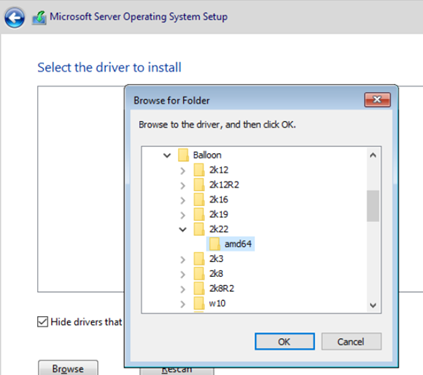 Microsoft Server Operating System Setup
Select the driver to install
Browse for Folder
Browse to the driver, and then click OK.
Balloon
2k12
2k12R2
2k16
2k19
2k22
amd64
2k3
2k8
2k8R2
w10
OK
Cancel
Hide drivers that
Browse
Rescan